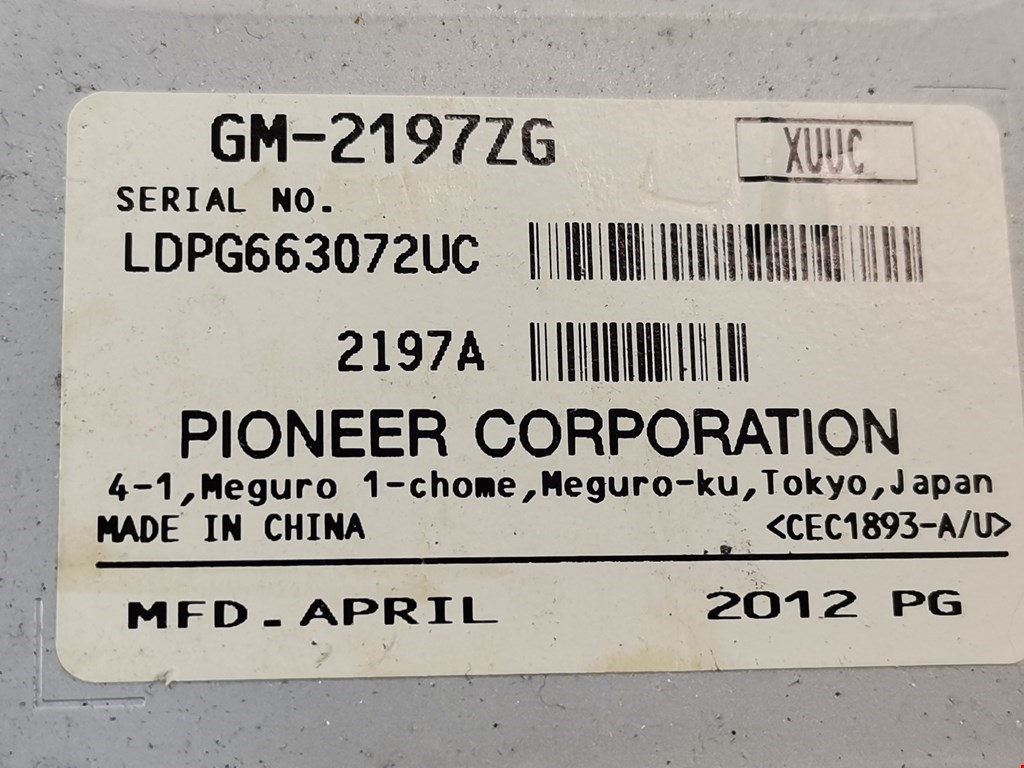 GM-2197ZG
XUUC
SERIAL NO.
LDPG663072UC
2197A
PIONEER CORPORATION
4-1,Meguro 1-chome,Meguro-ku,Tokyo,Japan
MADE IN CHINA <CEC1893-A/U>
MFD. APRIL 2012 PG